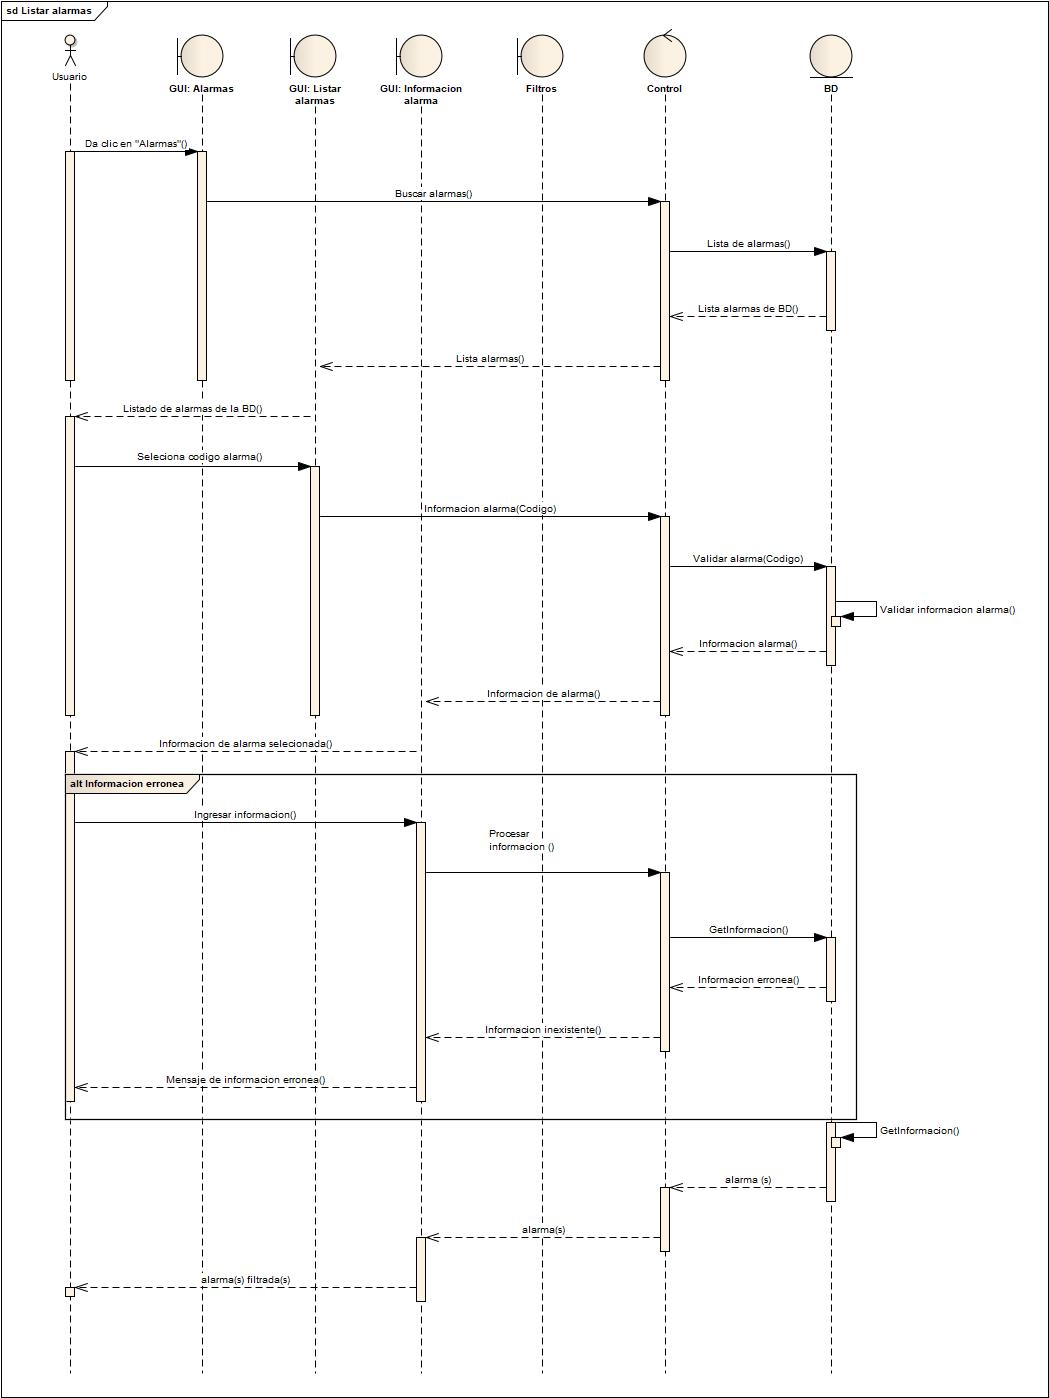 sd Listar alarmas
Usuario
GUI: Alarmas
GUI: Listar
alarmas
GUI: Informacion
alarma
Filtros
Control
BD
Da clic en "Alarmas"()
Buscar alarmas()
Lista de alarmas()
Lista alarmas de BD()
Lista alarmas()
Listado de alarmas de la BD()
Seleciona codigo alarma()
Informacion alarma(Codigo)
Validar alarma(Codigo)
Validar informacion alarma()
Informacion alarma()
Informacion de alarma()
Informacion de alarma selecionada()
alt Informacion erronea
Ingresar informacion()
Procesar
informacion ()
GetInformacion()
Informacion erronea()
Informacion inexistente()
Mensaje de informacion erronea()
GetInformacion()
alarma (s)
alarma(s)
alarma(s) filtrada(s)